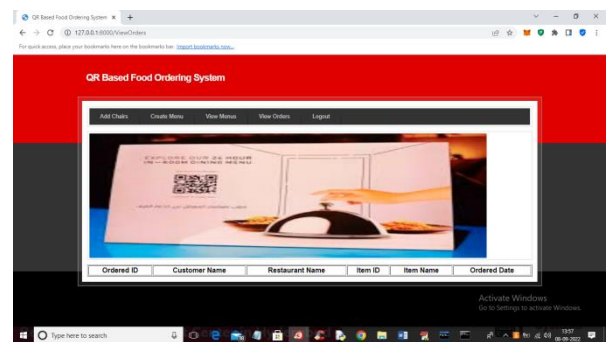 QR Based Food Ordering System
127.0.0.1:8000/ViewOrders
For quick access, place your bookmarks here on the bookmarks bar. Import bookmarks now...
QR Based Food Ordering System
Add Chairs Create Menu View Menus View Orders Logout
EXPLORE OUR 24 HOUR
IN-ROOM DINING MENU
Ordered ID Customer Name Restaurant Name Item ID Item Name Ordered Date
Activate Windows
Go to Settings to activate Windows.
Type here to search
13:57
08-09-2022